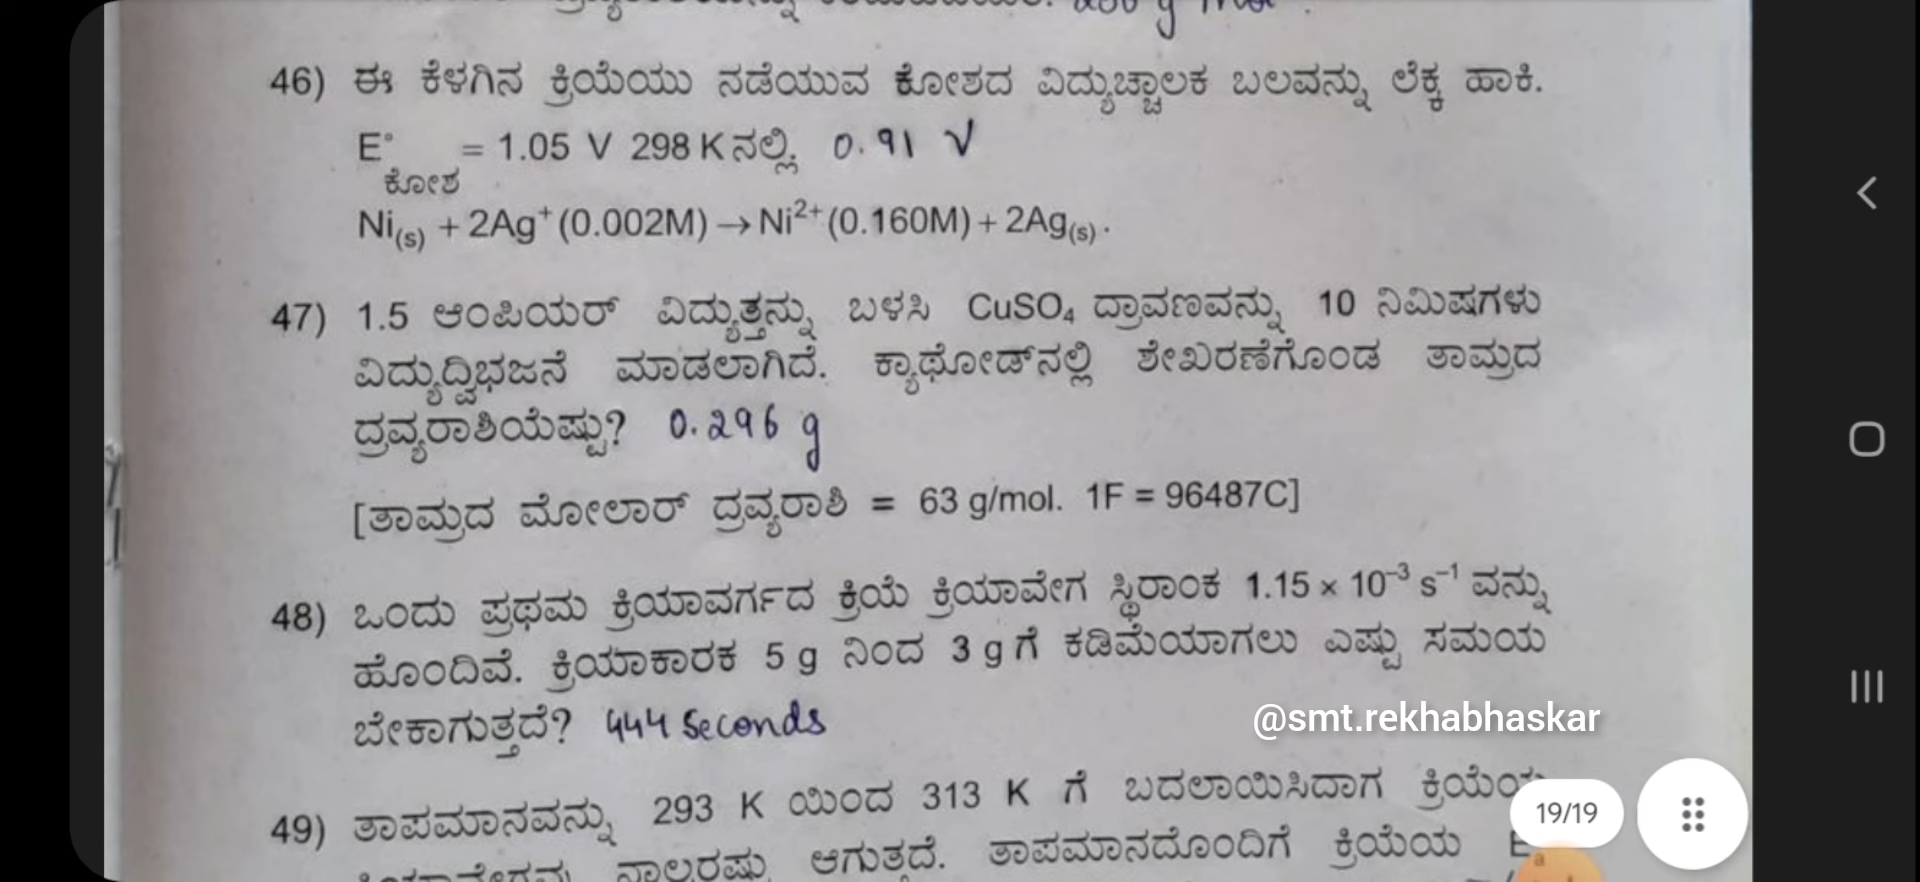 46) ಈ ಕೆಳಗಿನ ಕ್ರಿಯೆಯು ನಡೆಯುವ ಕೋಶದ ವಿದ್ಯುಚ್ಚಾಲಕ ಬಲವನ್ನು ಲೆಕ್ಕ ಹಾಕಿ.
E°ಕೋಶ = 1.05 V 298 K ನಲ್ಲಿ. 0.91 V
Ni(s) + 2Ag⁺ (0.002M) → Ni²⁺ (0.160M) + 2Ag(s).
47) 1.5 ಆಂಪಿಯರ್ ವಿದ್ಯುತ್ತನ್ನು ಬಳಸಿ CuSO₄ ದ್ರಾವಣವನ್ನು 10 ನಿಮಿಷಗಳು
ವಿದ್ಯುದ್ವಿಭಜನೆ ಮಾಡಲಾಗಿದೆ. ಕ್ಯಾಥೋಡ್‌ನಲ್ಲಿ ಶೇಖರಣೆಗೊಂಡ ತಾಮ್ರದ
ದ್ರವ್ಯರಾಶಿಯೆಷ್ಟು? 0.296 g
[ತಾಮ್ರದ ಮೋಲಾರ್ ದ್ರವ್ಯರಾಶಿ = 63 g/mol. 1F = 96487C]
48) ಒಂದು ಪ್ರಥಮ ಕ್ರಿಯಾವರ್ಗದ ಕ್ರಿಯೆ ಕ್ರಿಯಾವೇಗ ಸ್ಥಿರಾಂಕ 1.15 × 10⁻³ s⁻¹ ವನ್ನು
ಹೊಂದಿವೆ. ಕ್ರಿಯಾಕಾರಕ 5 g ನಿಂದ 3 g ಗೆ ಕಡಿಮೆಯಾಗಲು ಎಷ್ಟು ಸಮಯ
ಬೇಕಾಗುತ್ತದೆ? 444 Seconds
@smt.rekhabhaskar
49) ತಾಪಮಾನವನ್ನು 293 K ಯಿಂದ 313 K ಗೆ ಬದಲಾಯಿಸಿದಾಗ
19/19
ಆಗುತ್ತದೆ. ತಾಪಮಾನದೊಂದಿಗೆ ಕ್ರಿಯೆಯ Ea